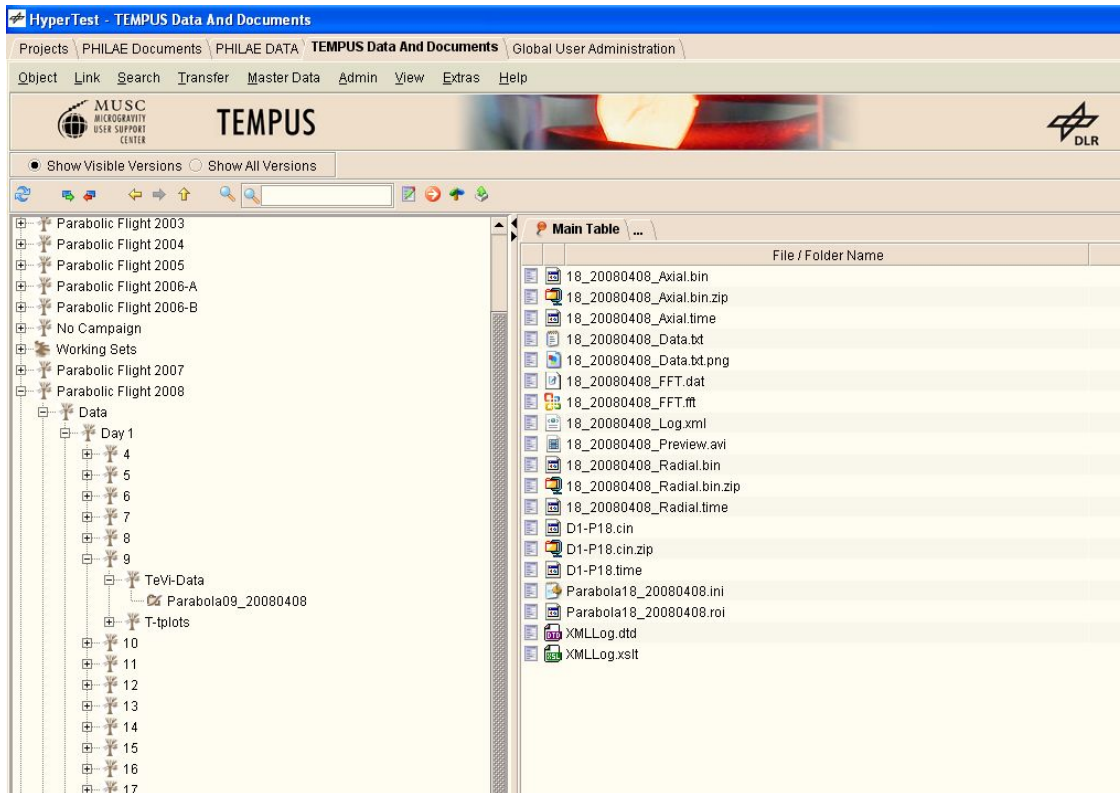 HyperTest - TEMPUS Data And Documents
Projects PHILAE Documents PHILAE DATA TEMPUS Data And Documents Global User Administration
Object Link Search Transfer Master Data Admin View Extras Help
MUSC
MICROGRAVITY
USER SUPPORT
CENTER
TEMPUS
DLR
Show Visible Versions Show All Versions
Parabolic Flight 2003
Parabolic Flight 2004
Parabolic Flight 2005
Parabolic Flight 2006-A
Parabolic Flight 2006-B
No Campaign
Working Sets
Parabolic Flight 2007
Parabolic Flight 2008
Data
Day 1
4
5
6
7
8
9
TeVi-Data
Parabola09_20080408
T-tplots
10
11
12
13
14
15
16
17
Main Table ...
File / Folder Name
18_20080408_Axial.bin
18_20080408_Axial.bin.zip
18_20080408_Axial.time
18_20080408_Data.txt
18_20080408_Data.txt.png
18_20080408_FFT.dat
18_20080408_FFT.fft
18_20080408_Log.xml
18_20080408_Preview.avi
18_20080408_Radial.bin
18_20080408_Radial.bin.zip
18_20080408_Radial.time
D1-P18.cin
D1-P18.cin.zip
D1-P18.time
Parabola18_20080408.ini
Parabola18_20080408.roi
DTD XMLLog.dtd
XSL XMLLog.xslt